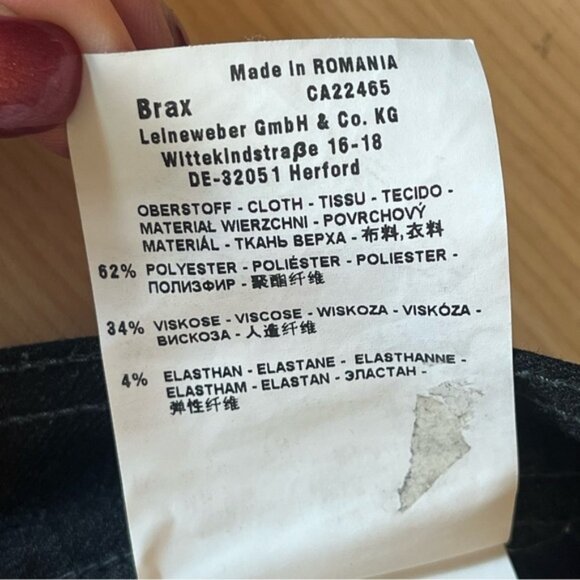 Made in ROMANIA
CA22465
Brax
Leineweber GmbH & Co. KG
Wittekindstraße 16-18
DE-32051 Herford
OBERSTOFF - CLOTH - TISSU - TECIDO -
MATERIAŁ WIERZCHNI - POVRCHOVÝ
MATERIÁL - ТКАНЬ ВЕРХА - 布料,衣料
62% POLYESTER - POLIÉSTER - POLIESTER -
ПОЛИЭФИР - 聚酯纤维
34% VISKOSE - VISCOSE - WISKOZA - VISKÓZA -
ВИСКОЗА - 人造纤维
4% ELASTHAN - ELASTANE - ELASTHANNE -
ELASTHAM - ELASTAN - ЭЛАСТАН -
弹性纤维